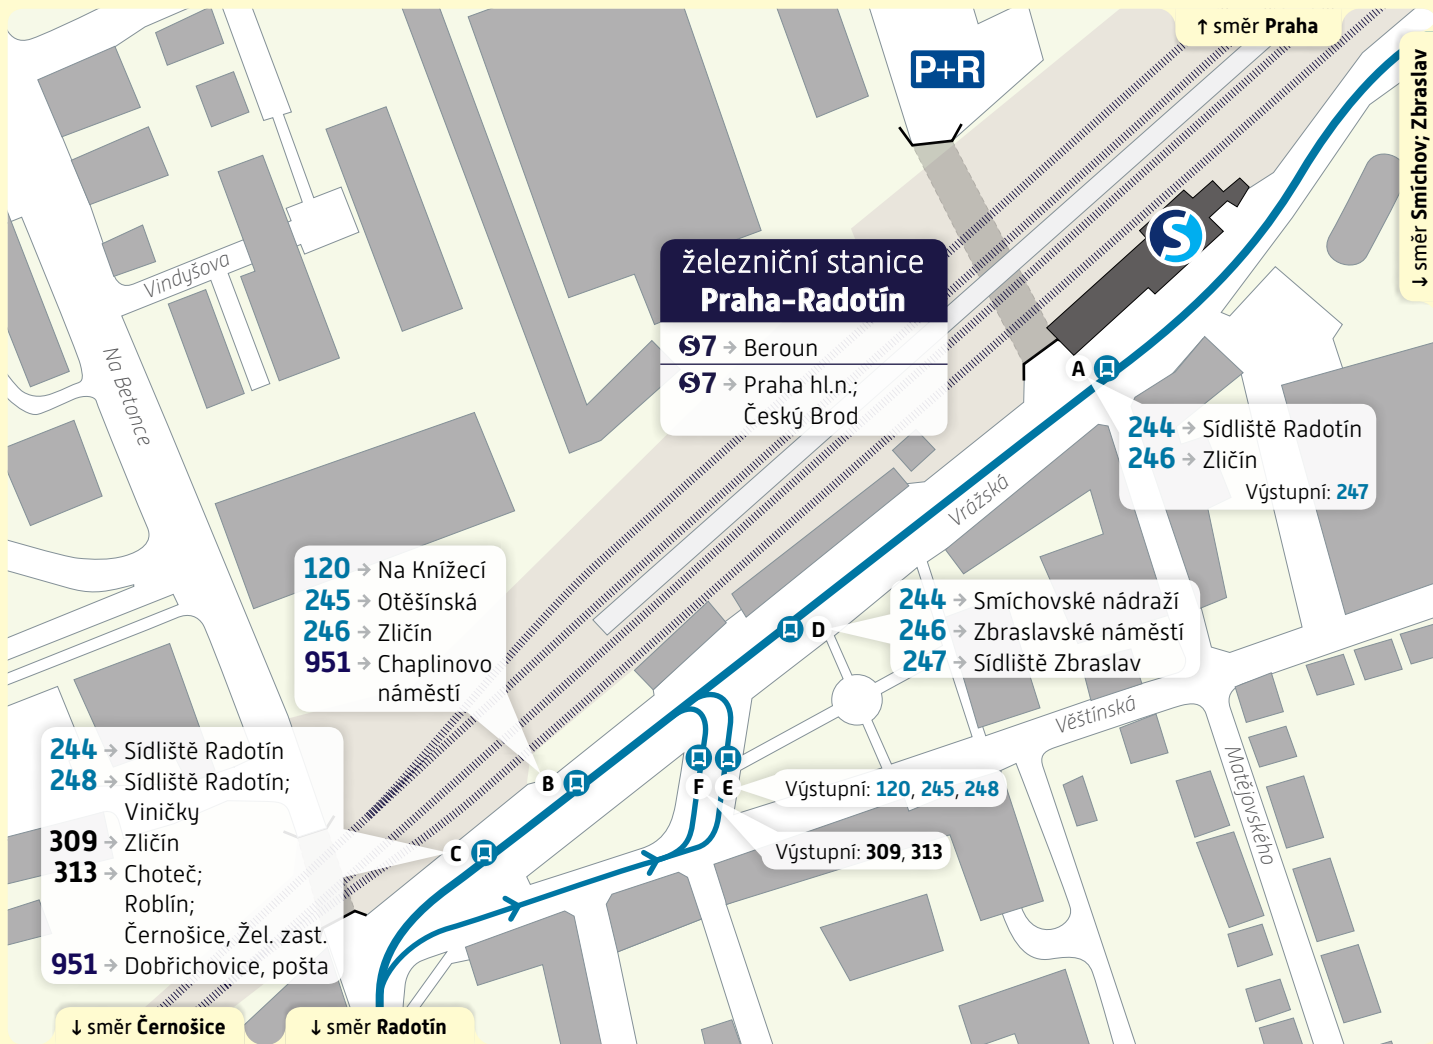 ↑ směr Praha
P+R
↓ směr Smíchov; Zbraslav
S
Vindyšova
Na Betonce
železniční stanice
Praha-Radotín
S7 → Beroun
S7 → Praha hl.n.;
Český Brod
A
244 → Sídliště Radotín
246 → Zličín
Výstupní: 247
Vrážská
120 → Na Knížecí
245 → Otěšínská
246 → Zličín
951 → Chaplinovo
náměstí
D
244 → Smíchovské nádraží
246 → Zbraslavské náměstí
247 → Sídliště Zbraslav
Věštínská
Matějovského
B
F
E
Výstupní: 120, 245, 248
Výstupní: 309, 313
C
244 → Sídliště Radotín
248 → Sídliště Radotín;
Viničky
309 → Zličín
313 → Choteč;
Roblín;
Černošice, Žel. zast.
951 → Dobřichovice, pošta
↓ směr Černošice
↓ směr Radotín